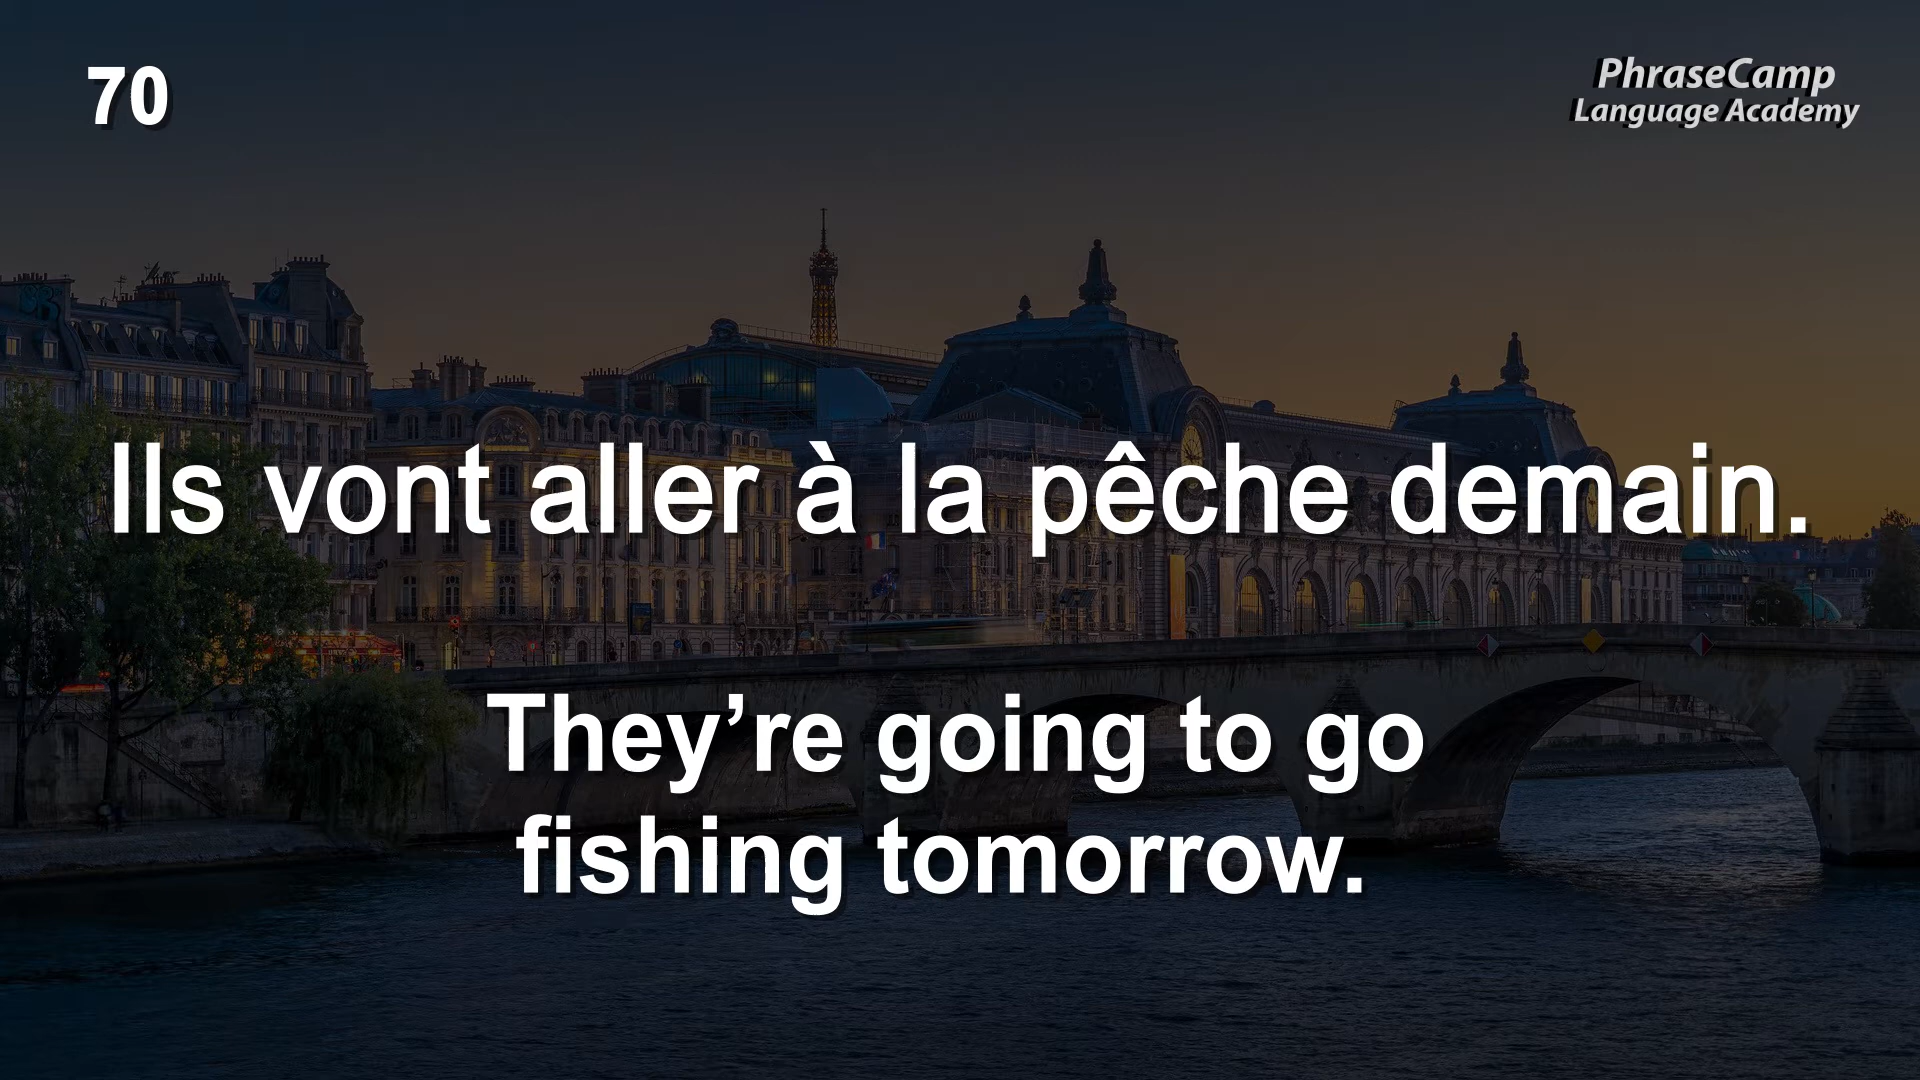 70
PhraseCamp
Language Academy
Ils vont aller à la pêche demain.
They’re going to go
fishing tomorrow.